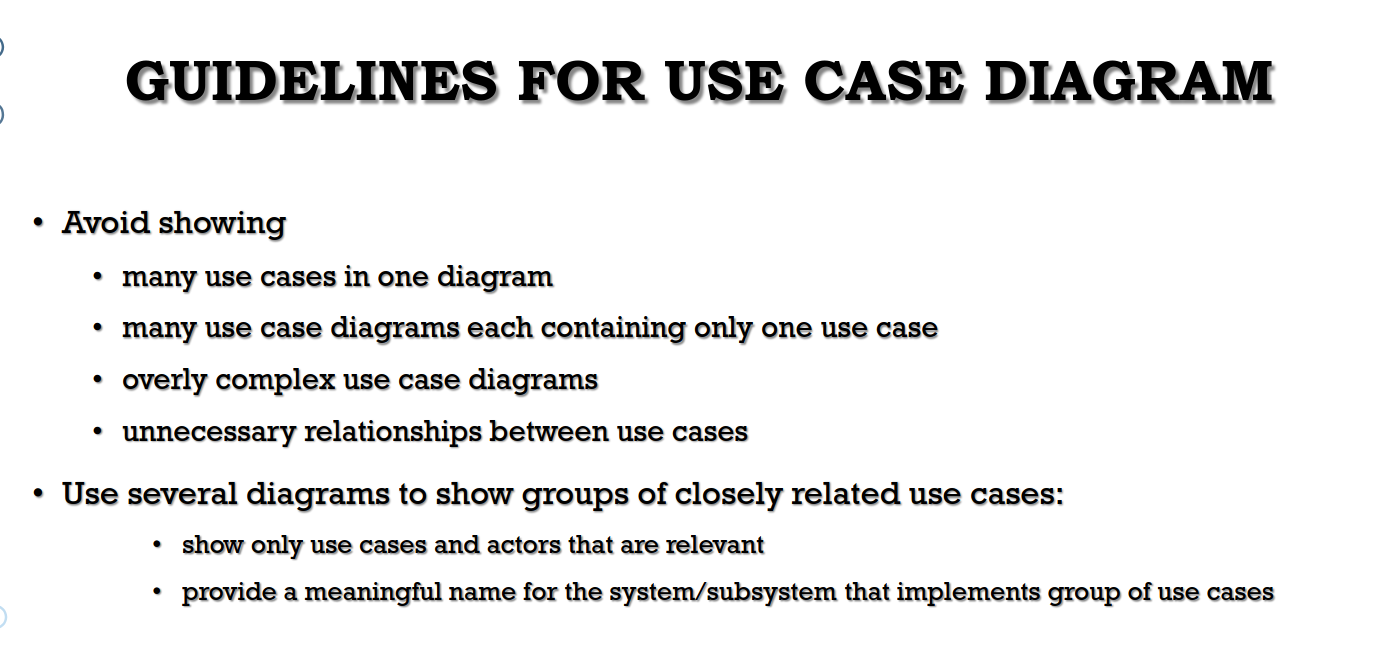 GUIDELINES FOR USE CASE DIAGRAM
• Avoid showing
• many use cases in one diagram
• many use case diagrams each containing only one use case
• overly complex use case diagrams
• unnecessary relationships between use cases
• Use several diagrams to show groups of closely related use cases:
• show only use cases and actors that are relevant
• provide a meaningful name for the system/subsystem that implements group of use cases